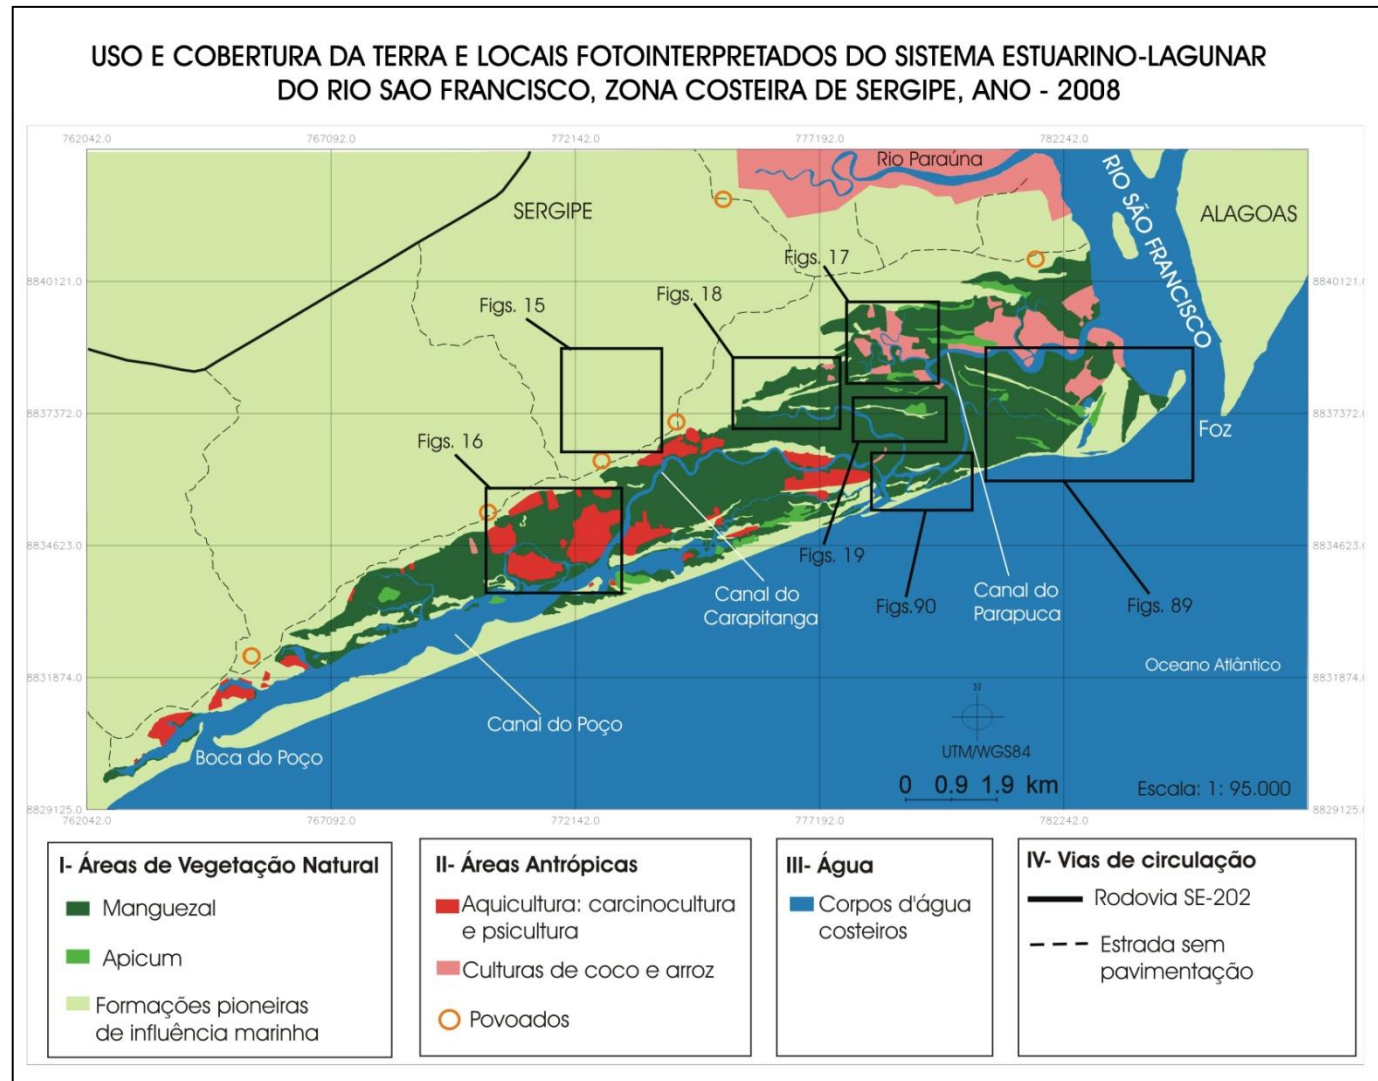 USO E COBERTURA DA TERRA E LOCAIS FOTOINTERPRETADOS DO SISTEMA ESTUARINO-LAGUNAR
DO RIO SAO FRANCISCO, ZONA COSTEIRA DE SERGIPE, ANO - 2008
762042.0 767092.0 772142.0 777192.0 782242.0
Rio Paraúna
RIO SÃO FRANCISCO
SERGIPE
ALAGOAS
Figs. 17
8840121.0 8840121.0
Figs. 18
Figs. 15
8837372.0 8837372.0
Foz
Figs. 16
8834623.0 8834623.0
Figs. 19
Canal do
Carapitanga
Canal do
Parapuca
Figs.90
Figs. 89
Oceano Atlântico
8831874.0 8831874.0
N
Canal do Poço
Boca do Poço
UTM/WGS84
0 0.9 1.9 km
Escala: 1: 95.000
8829125.0 8829125.0
762042.0 767092.0 772142.0 777192.0 782242.0
I- Áreas de Vegetação Natural
Manguezal
Apicum
Formações pioneiras
de influência marinha
II- Áreas Antrópicas
Aquicultura: carcinocultura
e psicultura
Culturas de coco e arroz
Povoados
III- Água
Corpos d'água
costeiros
IV- Vias de circulação
Rodovia SE-202
Estrada sem
pavimentação